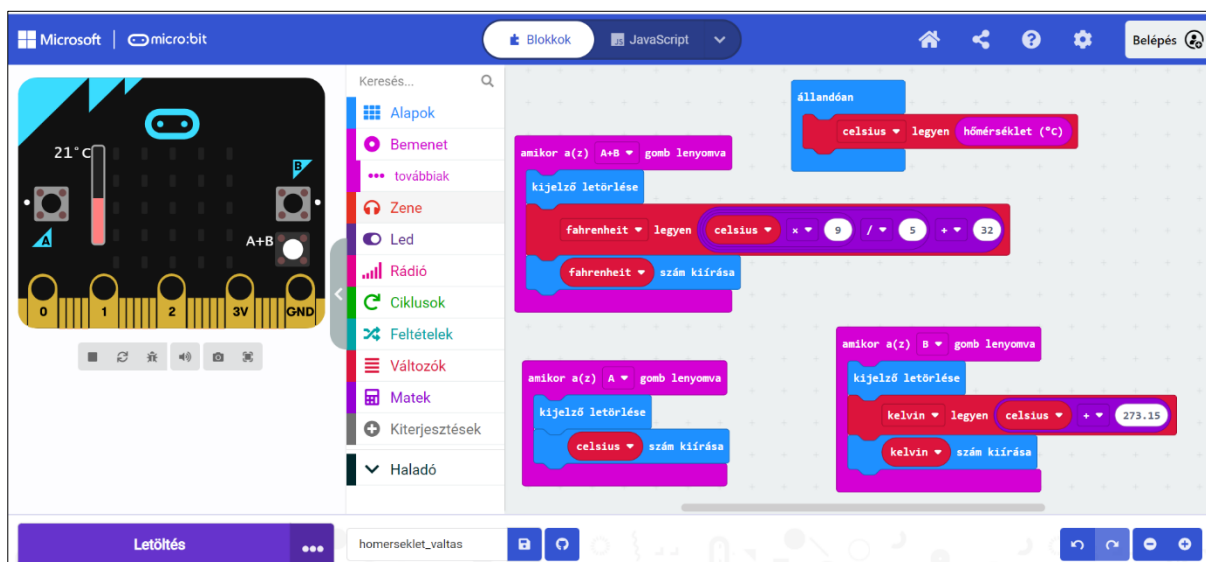 Microsoft | micro:bit
Blokkok
JS JavaScript
Belépés
21°C
A
B
A+B
0 1 2 3V GND
Keresés...
Alapok
Bemenet
••• továbbiak
Zene
Led
Rádió
Ciklusok
Feltételek
Változók
Matek
Kiterjesztések
Haladó
állandóan
celsius legyen hőmérséklet (°C)
amikor a(z) A+B gomb lenyomva
kijelző letörlése
fahrenheit legyen celsius × 9 / 5 + 32
fahrenheit szám kiírása
amikor a(z) A gomb lenyomva
kijelző letörlése
celsius szám kiírása
amikor a(z) B gomb lenyomva
kijelző letörlése
kelvin legyen celsius + 273.15
kelvin szám kiírása
Letöltés •••
homerseklet_valtas